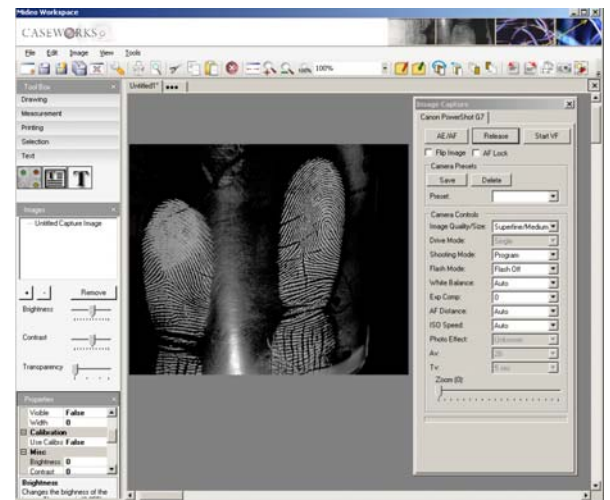 Mideo Workspace
CASEWORKS
File Edit Image View Tools
100%
Tool Box
Drawing
Measurement
Printing
Selection
Text
T
Images
Untitled Capture Image
+ - Remove
Brightness
Contrast
Transparency
Properties
Visible False
Width 0
Calibration
Use Calibra False
Misc
Brightness 0
Contrast 0
Brightness
Changes the brighness of the
Untitled1*
Image Capture
Canon PowerShot G7
AE/AF Release Start VF
Flip Image AF Lock
Camera Presets
Save Delete
Preset:
Camera Controls
Image Quality/Size: Superfine/Medium
Drive Mode: Single
Shooting Mode: Program
Flash Mode: Flash Off
White Balance: Auto
Exp Comp: 0
AF Distance: Auto
ISO Speed: Auto
Photo Effect: Unknown
Av:
Tv: 5 sec
Zoom (0):